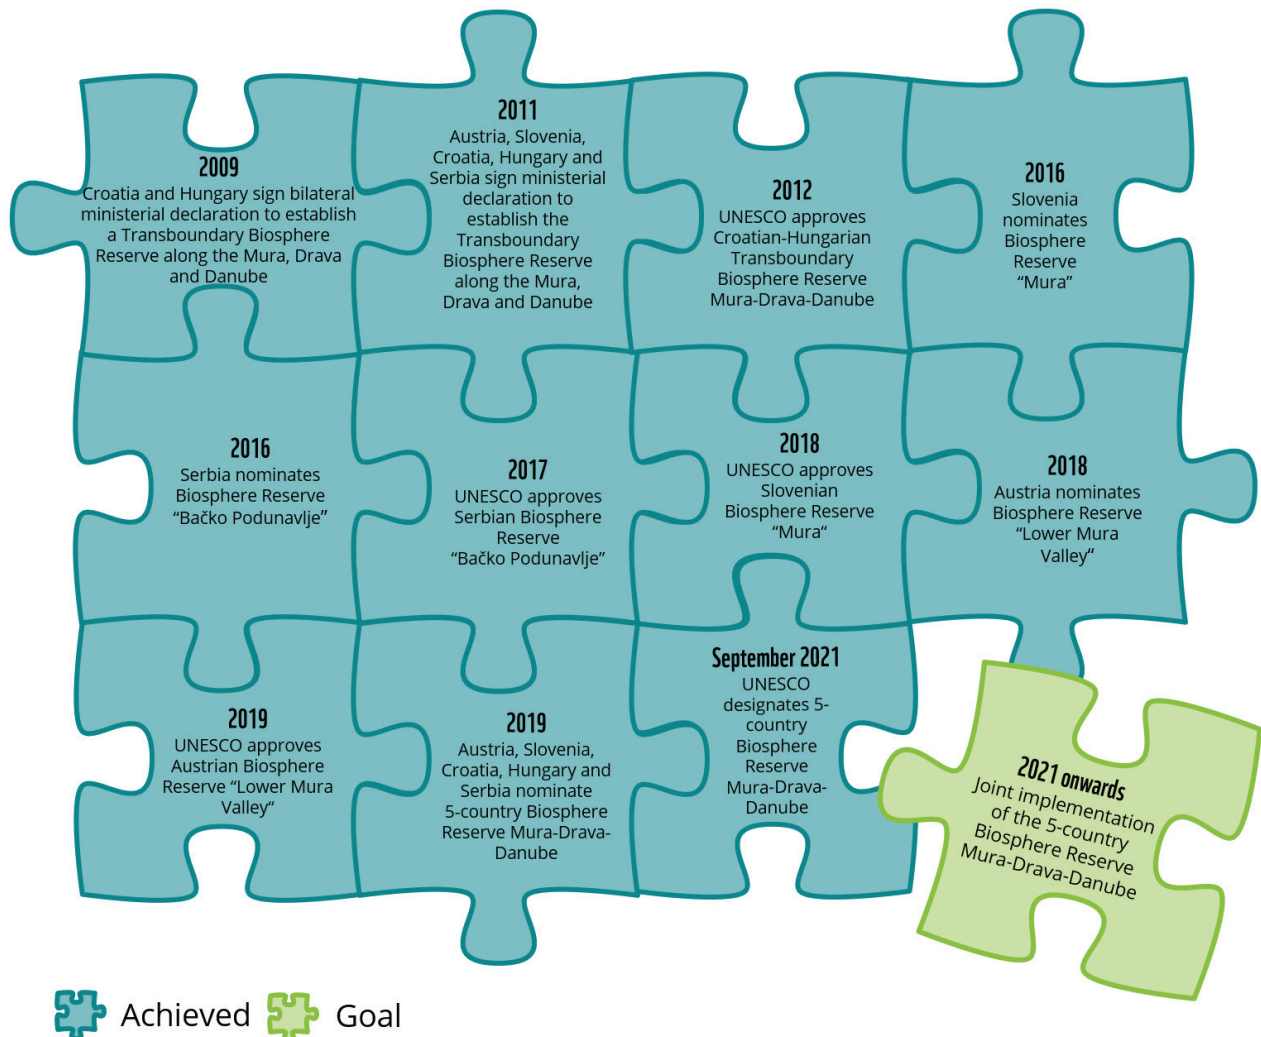 2009
Croatia and Hungary sign bilateral
ministerial declaration to establish
a Transboundary Biosphere
Reserve along the Mura, Drava
and Danube
2011
Austria, Slovenia,
Croatia, Hungary and
Serbia sign ministerial
declaration to
establish the
Transboundary
Biosphere Reserve
along the Mura,
Drava and Danube
2012
UNESCO approves
Croatian-Hungarian
Transboundary
Biosphere Reserve
Mura-Drava-Danube
2016
Slovenia
nominates
Biosphere
Reserve
“Mura”
2016
Serbia nominates
Biosphere Reserve
“Bačko Podunavlje”
2017
UNESCO approves
Serbian Biosphere
Reserve
“Bačko Podunavlje”
2018
UNESCO approves
Slovenian
Biosphere Reserve
“Mura“
2018
Austria nominates
Biosphere Reserve
“Lower Mura
Valley“
2019
UNESCO approves
Austrian Biosphere
Reserve “Lower Mura
Valley“
2019
Austria, Slovenia,
Croatia, Hungary and
Serbia nominate
5-country Biosphere
Reserve Mura-Drava-
Danube
September 2021
UNESCO
designates 5-
country
Biosphere
Reserve
Mura-Drava-
Danube
2021 onwards
Joint implementation
of the 5-country
Biosphere Reserve
Mura-Drava-Danube
Achieved
Goal